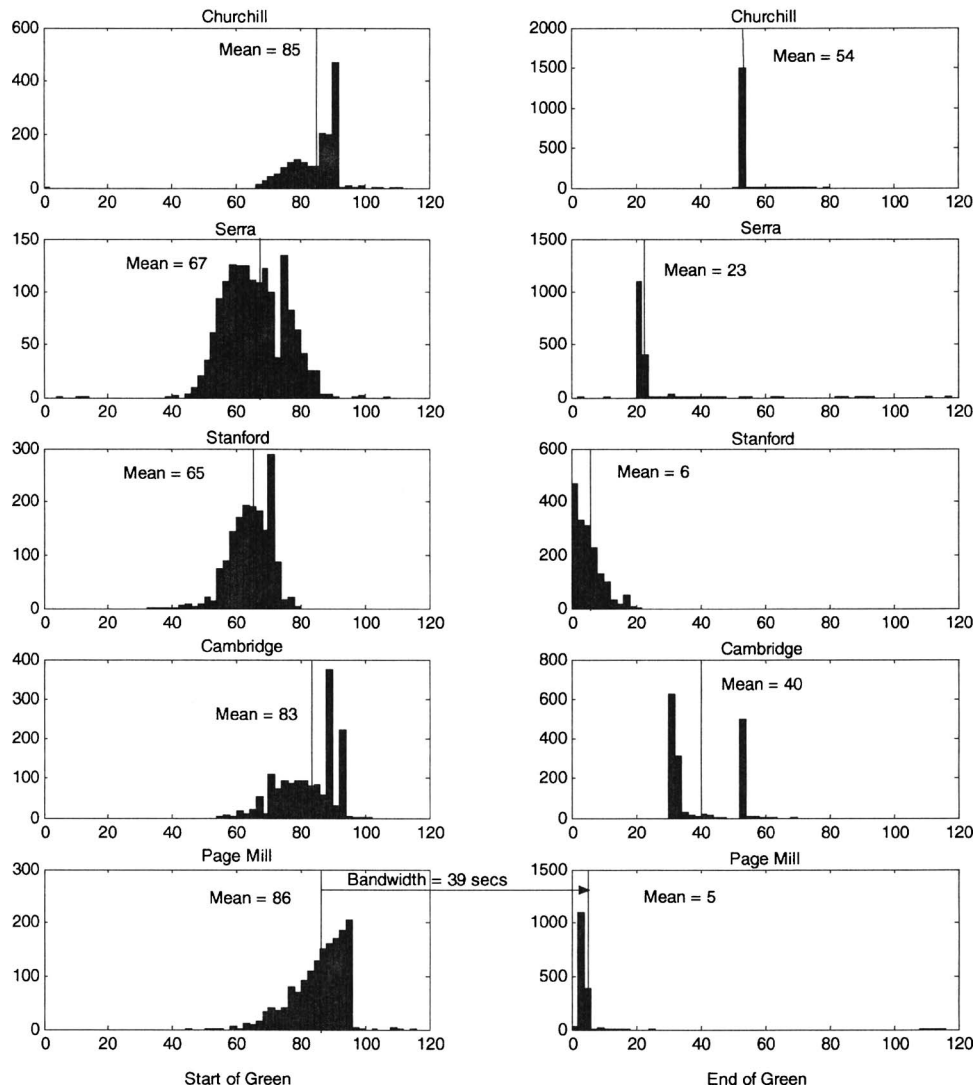 Churchill
Mean = 85
600
400
200
0
0 20 40 60 80 100 120
Churchill
Mean = 54
2000
1500
1000
500
0
0 20 40 60 80 100 120
Serra
Mean = 67
150
100
50
0
0 20 40 60 80 100 120
Serra
Mean = 23
1500
1000
500
0
0 20 40 60 80 100 120
Stanford
Mean = 65
300
200
100
0
0 20 40 60 80 100 120
Stanford
Mean = 6
600
400
200
0
0 20 40 60 80 100 120
Cambridge
Mean = 83
400
300
200
100
0
0 20 40 60 80 100 120
Cambridge
Mean = 40
800
600
400
200
0
0 20 40 60 80 100 120
Page Mill
Mean = 86
Bandwidth = 39 secs
300
200
100
0
0 20 40 60 80 100 120
Start of Green
Page Mill
Mean = 5
1500
1000
500
0
0 20 40 60 80 100 120
End of Green